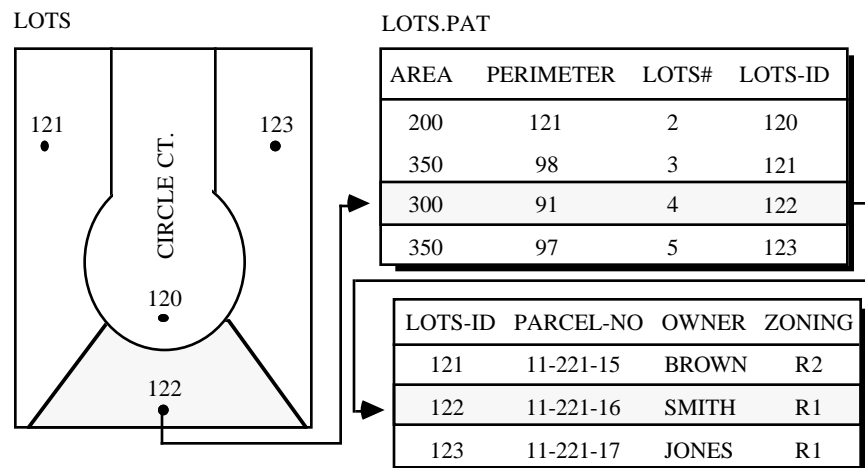 LOTS
121
123
CIRCLE CT.
120
122
LOTS.PAT
AREA PERIMETER LOTS# LOTS-ID
200 121 2 120
350 98 3 121
300 91 4 122
350 97 5 123
LOTS-ID PARCEL-NO OWNER ZONING
121 11-221-15 BROWN R2
122 11-221-16 SMITH R1
123 11-221-17 JONES R1